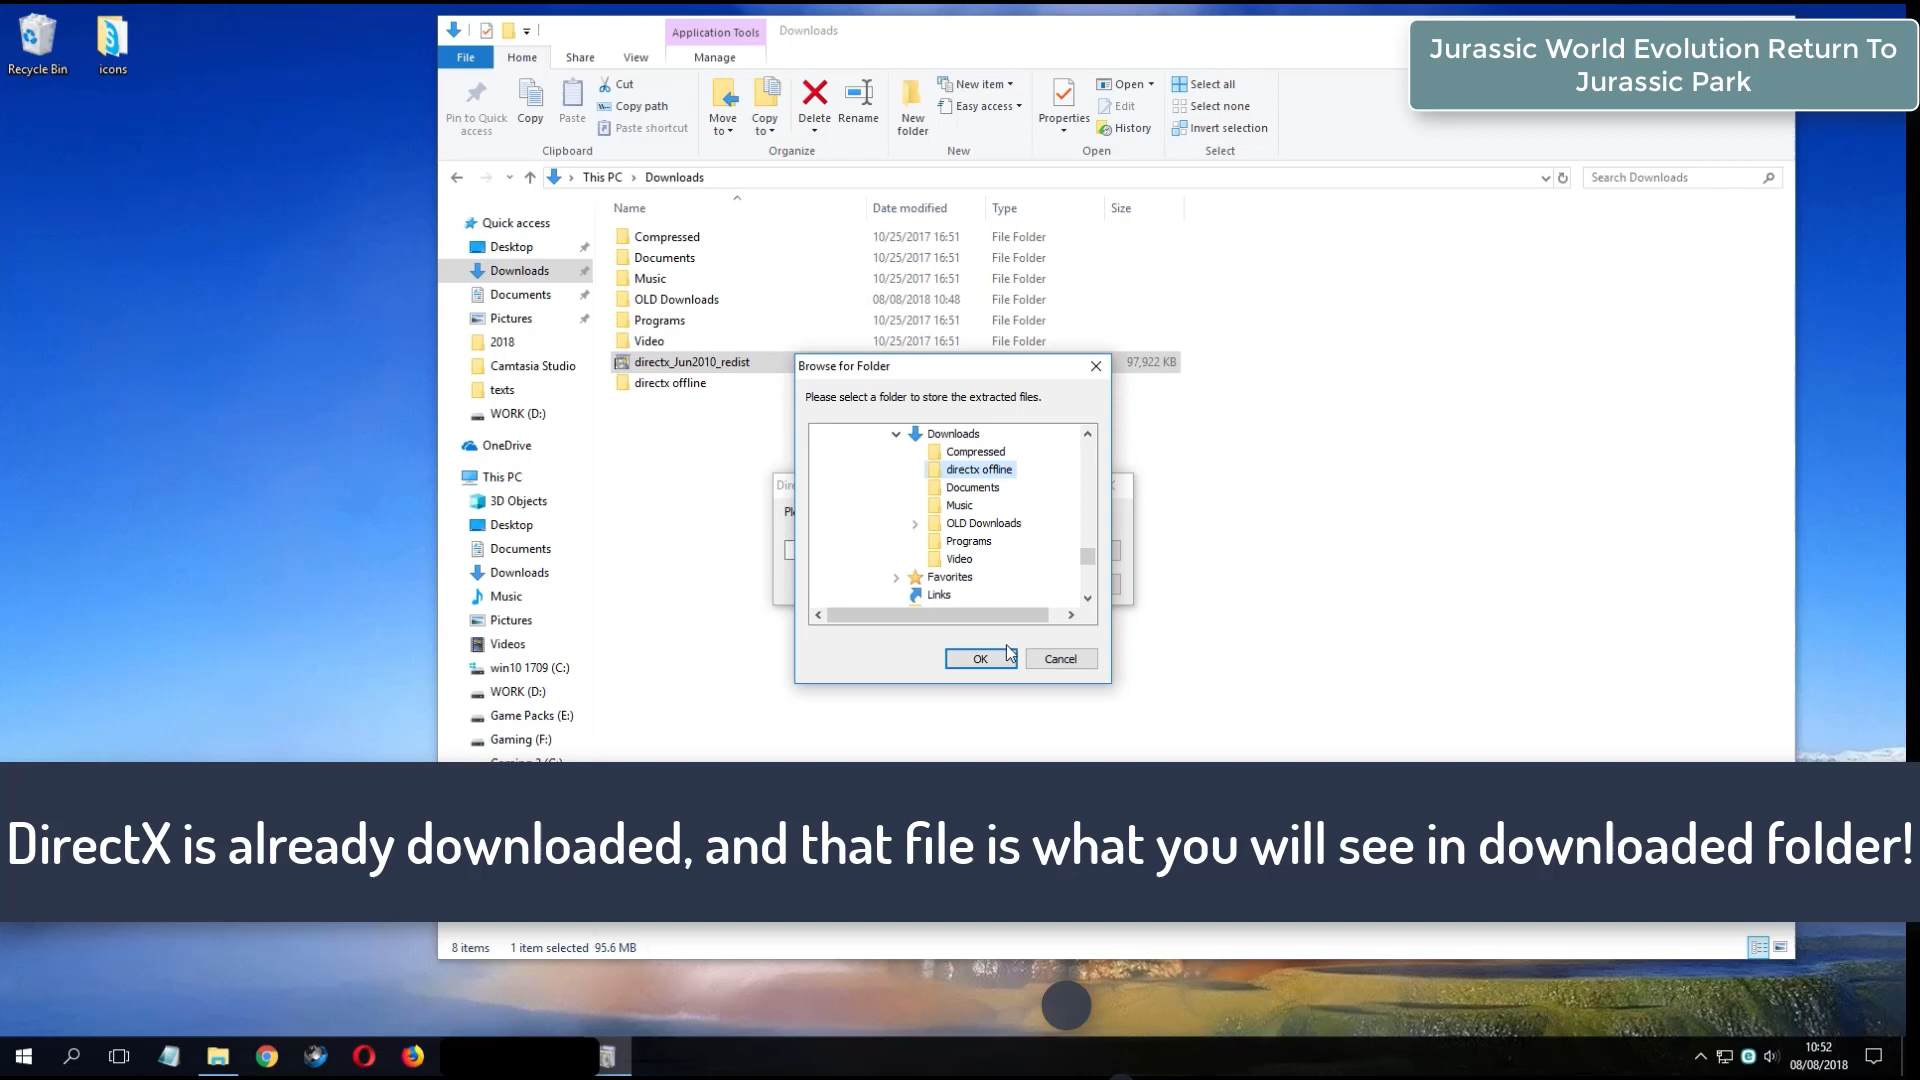 Recycle Bin
icons
Application Tools
Downloads
File
Home
Share
View
Manage
Jurassic World Evolution Return To
Jurassic Park
Pin to Quick
access
Copy
Paste
Cut
Copy path
Paste shortcut
Clipboard
Move
to
Copy
to
Delete
Rename
Organize
New
folder
New item
Easy access
New
Properties
Open
Edit
History
Open
Select all
Select none
Invert selection
Select
This PC
Downloads
Search Downloads
Name
Date modified
Type
Size
Quick access
Desktop
Downloads
Documents
Pictures
2018
Camtasia Studio
texts
WORK (D:)
OneDrive
This PC
3D Objects
Desktop
Documents
Downloads
Music
Pictures
Videos
win10 1709 (C:)
WORK (D:)
Game Packs (E:)
Gaming (F:)
Compressed 10/25/2017 16:51 File Folder
Documents 10/25/2017 16:51 File Folder
Music 10/25/2017 16:51 File Folder
OLD Downloads 08/08/2018 10:48 File Folder
Programs 10/25/2017 16:51 File Folder
Video 10/25/2017 16:51 File Folder
directx_Jun2010_redist 97,922 KB
directx offline
Browse for Folder
Please select a folder to store the extracted files.
Downloads
Compressed
directx offline
Documents
Music
OLD Downloads
Programs
Video
Favorites
Links
OK
Cancel
DirectX is already downloaded, and that file is what you will see in downloaded folder!
8 items 1 item selected 95.6 MB
10:52
08/08/2018